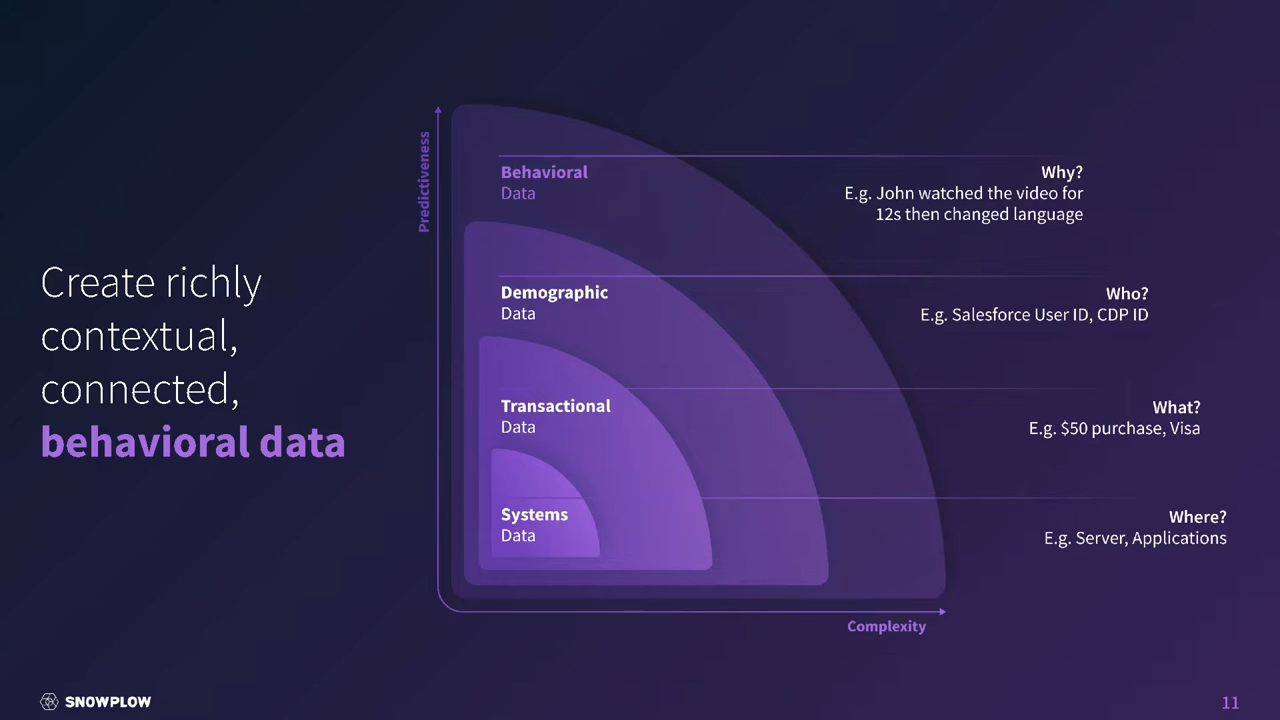 Create richly
contextual,
connected,
behavioral data
Predictiveness
Behavioral
Data
Why?
E.g. John watched the video for
12s then changed language
Demographic
Data
Who?
E.g. Salesforce User ID, CDP ID
Transactional
Data
What?
E.g. $50 purchase, Visa
Systems
Data
Where?
E.g. Server, Applications
Complexity
SNOWPLOW
11